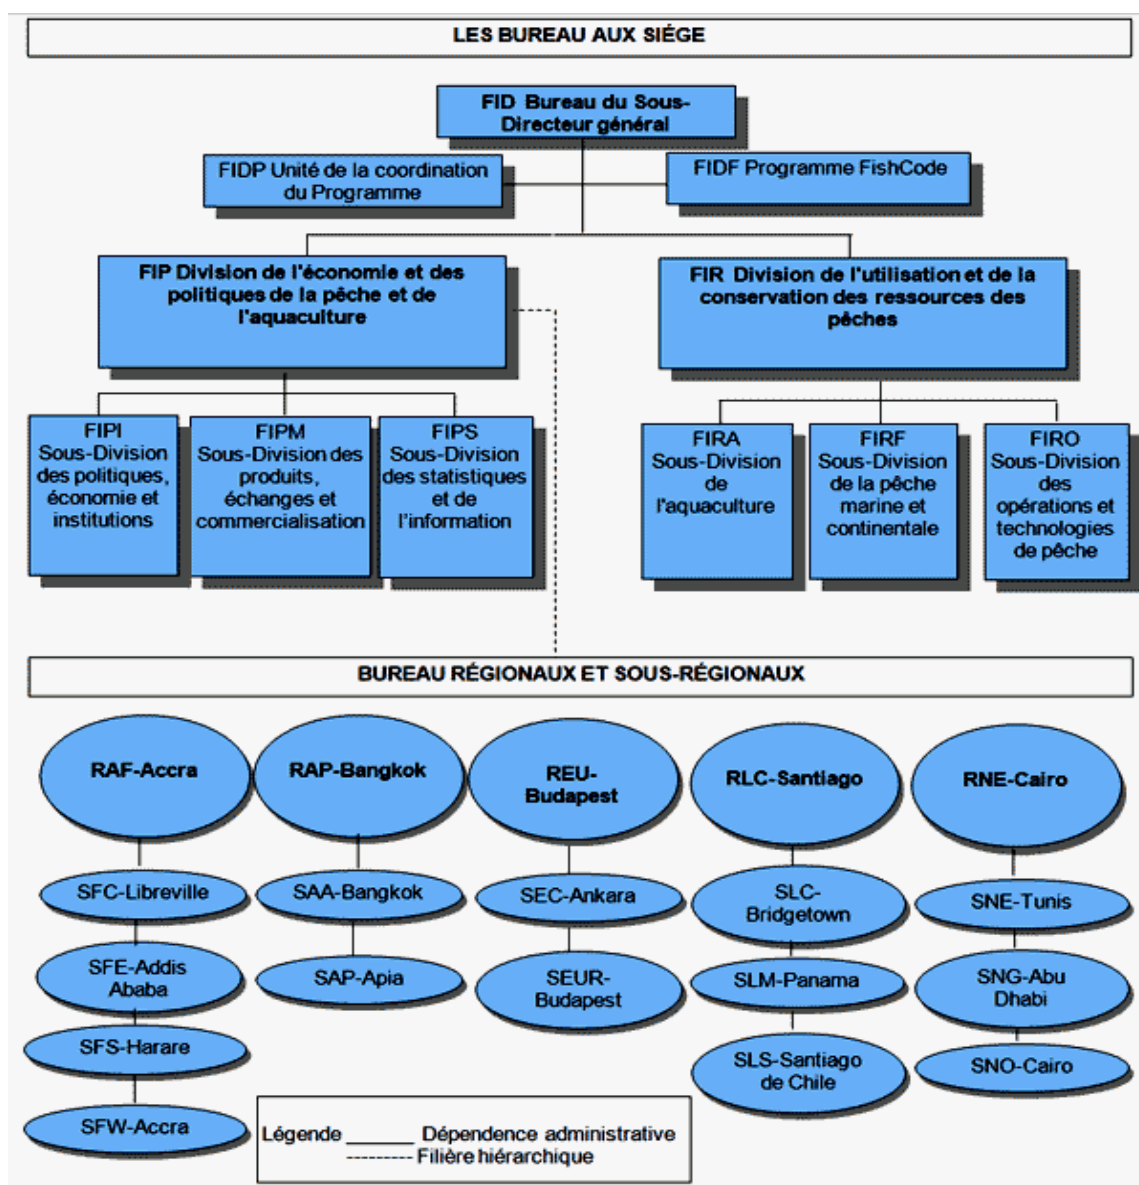 LES BUREAU AUX SIÉGE
FID Bureau du Sous-
Directeur général
FIDP Unité de la coordination
du Programme
FIDF Programme FishCode
FIP Division de l'économie et des
politiques de la pêche et de
l'aquaculture
FIR Division de l'utilisation et de la
conservation des ressources des
pêches
FIPI
Sous-Division
des politiques,
économie et
institutions
FIPM
Sous-Division des
produits,
échanges et
commercialisation
FIPS
Sous-Division
des statistiques
et de
l'information
FIRA
Sous-Division
de
l'aquaculture
FIRF
Sous-Division
de la pêche
marine et
continentale
FIRO
Sous-Division
des
opérations et
technologies
de pêche
BUREAU RÉGIONAUX ET SOUS-RÉGIONAUX
RAF-Accra
RAP-Bangkok
REU-
Budapest
RLC-Santiago
RNE-Cairo
SFC-Libreville
SAA-Bangkok
SEC-Ankara
SLC-
Bridgetown
SNE-Tunis
SFE-Addis
Ababa
SAP-Apia
SEUR-
Budapest
SLM-Panama
SNG-Abu
Dhabi
SFS-Harare
SLS-Santiago
de Chile
SNO-Cairo
SFW-Accra
Légende Dépendence administrative
Filière hiérarchique